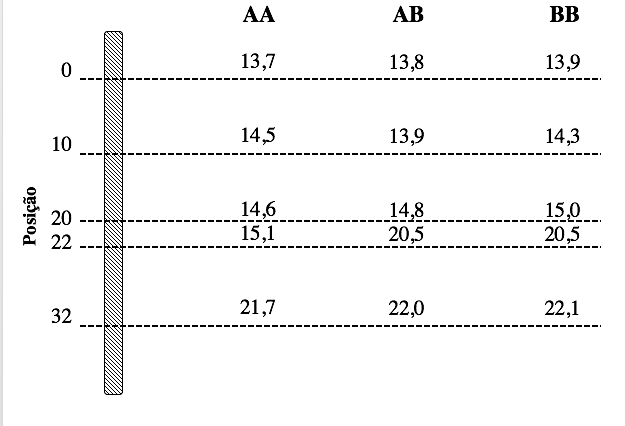 AA AB BB
0 13,7 13,8 13,9
10 14,5 13,9 14,3
20 14,6 14,8 15,0
22 15,1 20,5 20,5
32 21,7 22,0 22,1
Posição